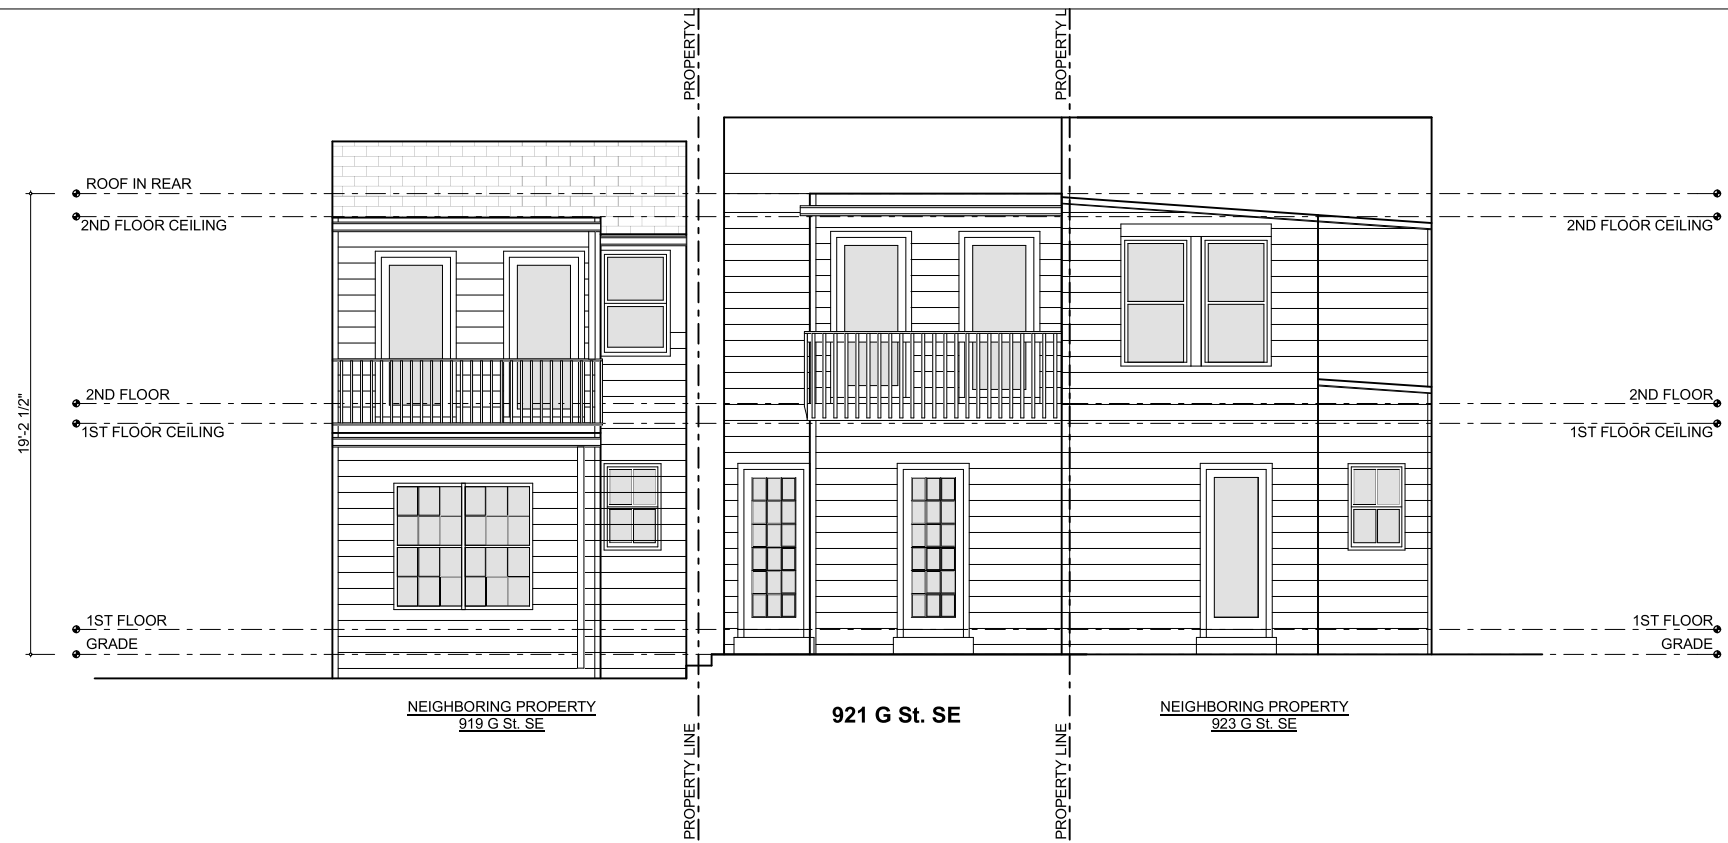 PROPERTY L
PROPERTY L
ROOF IN REAR
2ND FLOOR CEILING
2ND FLOOR CEILING
19'-2 1/2"
2ND FLOOR
2ND FLOOR
1ST FLOOR CEILING
1ST FLOOR CEILING
1ST FLOOR
1ST FLOOR
GRADE
GRADE
NEIGHBORING PROPERTY
919 G St. SE
921 G St. SE
NEIGHBORING PROPERTY
923 G St. SE
PROPERTY LINE
PROPERTY LINE